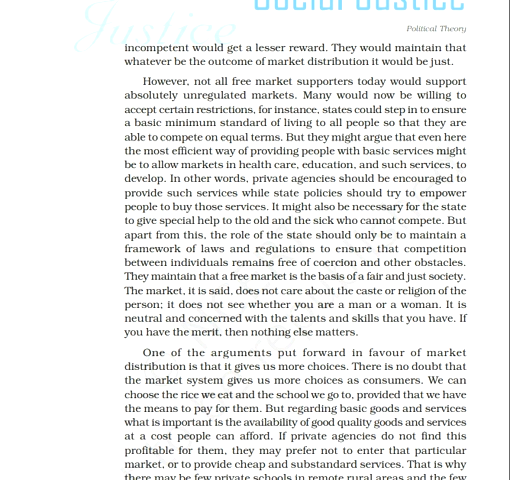 Social Justice
Justice
Political Theory
incompetent would get a lesser reward. They would maintain that
whatever be the outcome of market distribution it would be just.
However, not all free market supporters today would support
absolutely unregulated markets. Many would now be willing to
accept certain restrictions, for instance, states could step in to ensure
a basic minimum standard of living to all people so that they are
able to compete on equal terms. But they might argue that even here
the most efficient way of providing people with basic services might
be to allow markets in health care, education, and such services, to
develop. In other words, private agencies should be encouraged to
provide such services while state policies should try to empower
people to buy those services. It might also be necessary for the state
to give special help to the old and the sick who cannot compete. But
apart from this, the role of the state should only be to maintain a
framework of laws and regulations to ensure that competition
between individuals remains free of coercion and other obstacles.
They maintain that a free market is the basis of a fair and just society.
The market, it is said, does not care about the caste or religion of the
person; it does not see whether you are a man or a woman. It is
neutral and concerned with the talents and skills that you have. If
you have the merit, then nothing else matters.
One of the arguments put forward in favour of market
distribution is that it gives us more choices. There is no doubt that
the market system gives us more choices as consumers. We can
choose the rice we eat and the school we go to, provided that we have
the means to pay for them. But regarding basic goods and services
what is important is the availability of good quality goods and services
at a cost people can afford. If private agencies do not find this
profitable for them, they may prefer not to enter that particular
market, or to provide cheap and substandard services. That is why
there may be few private schools in remote rural areas and the few